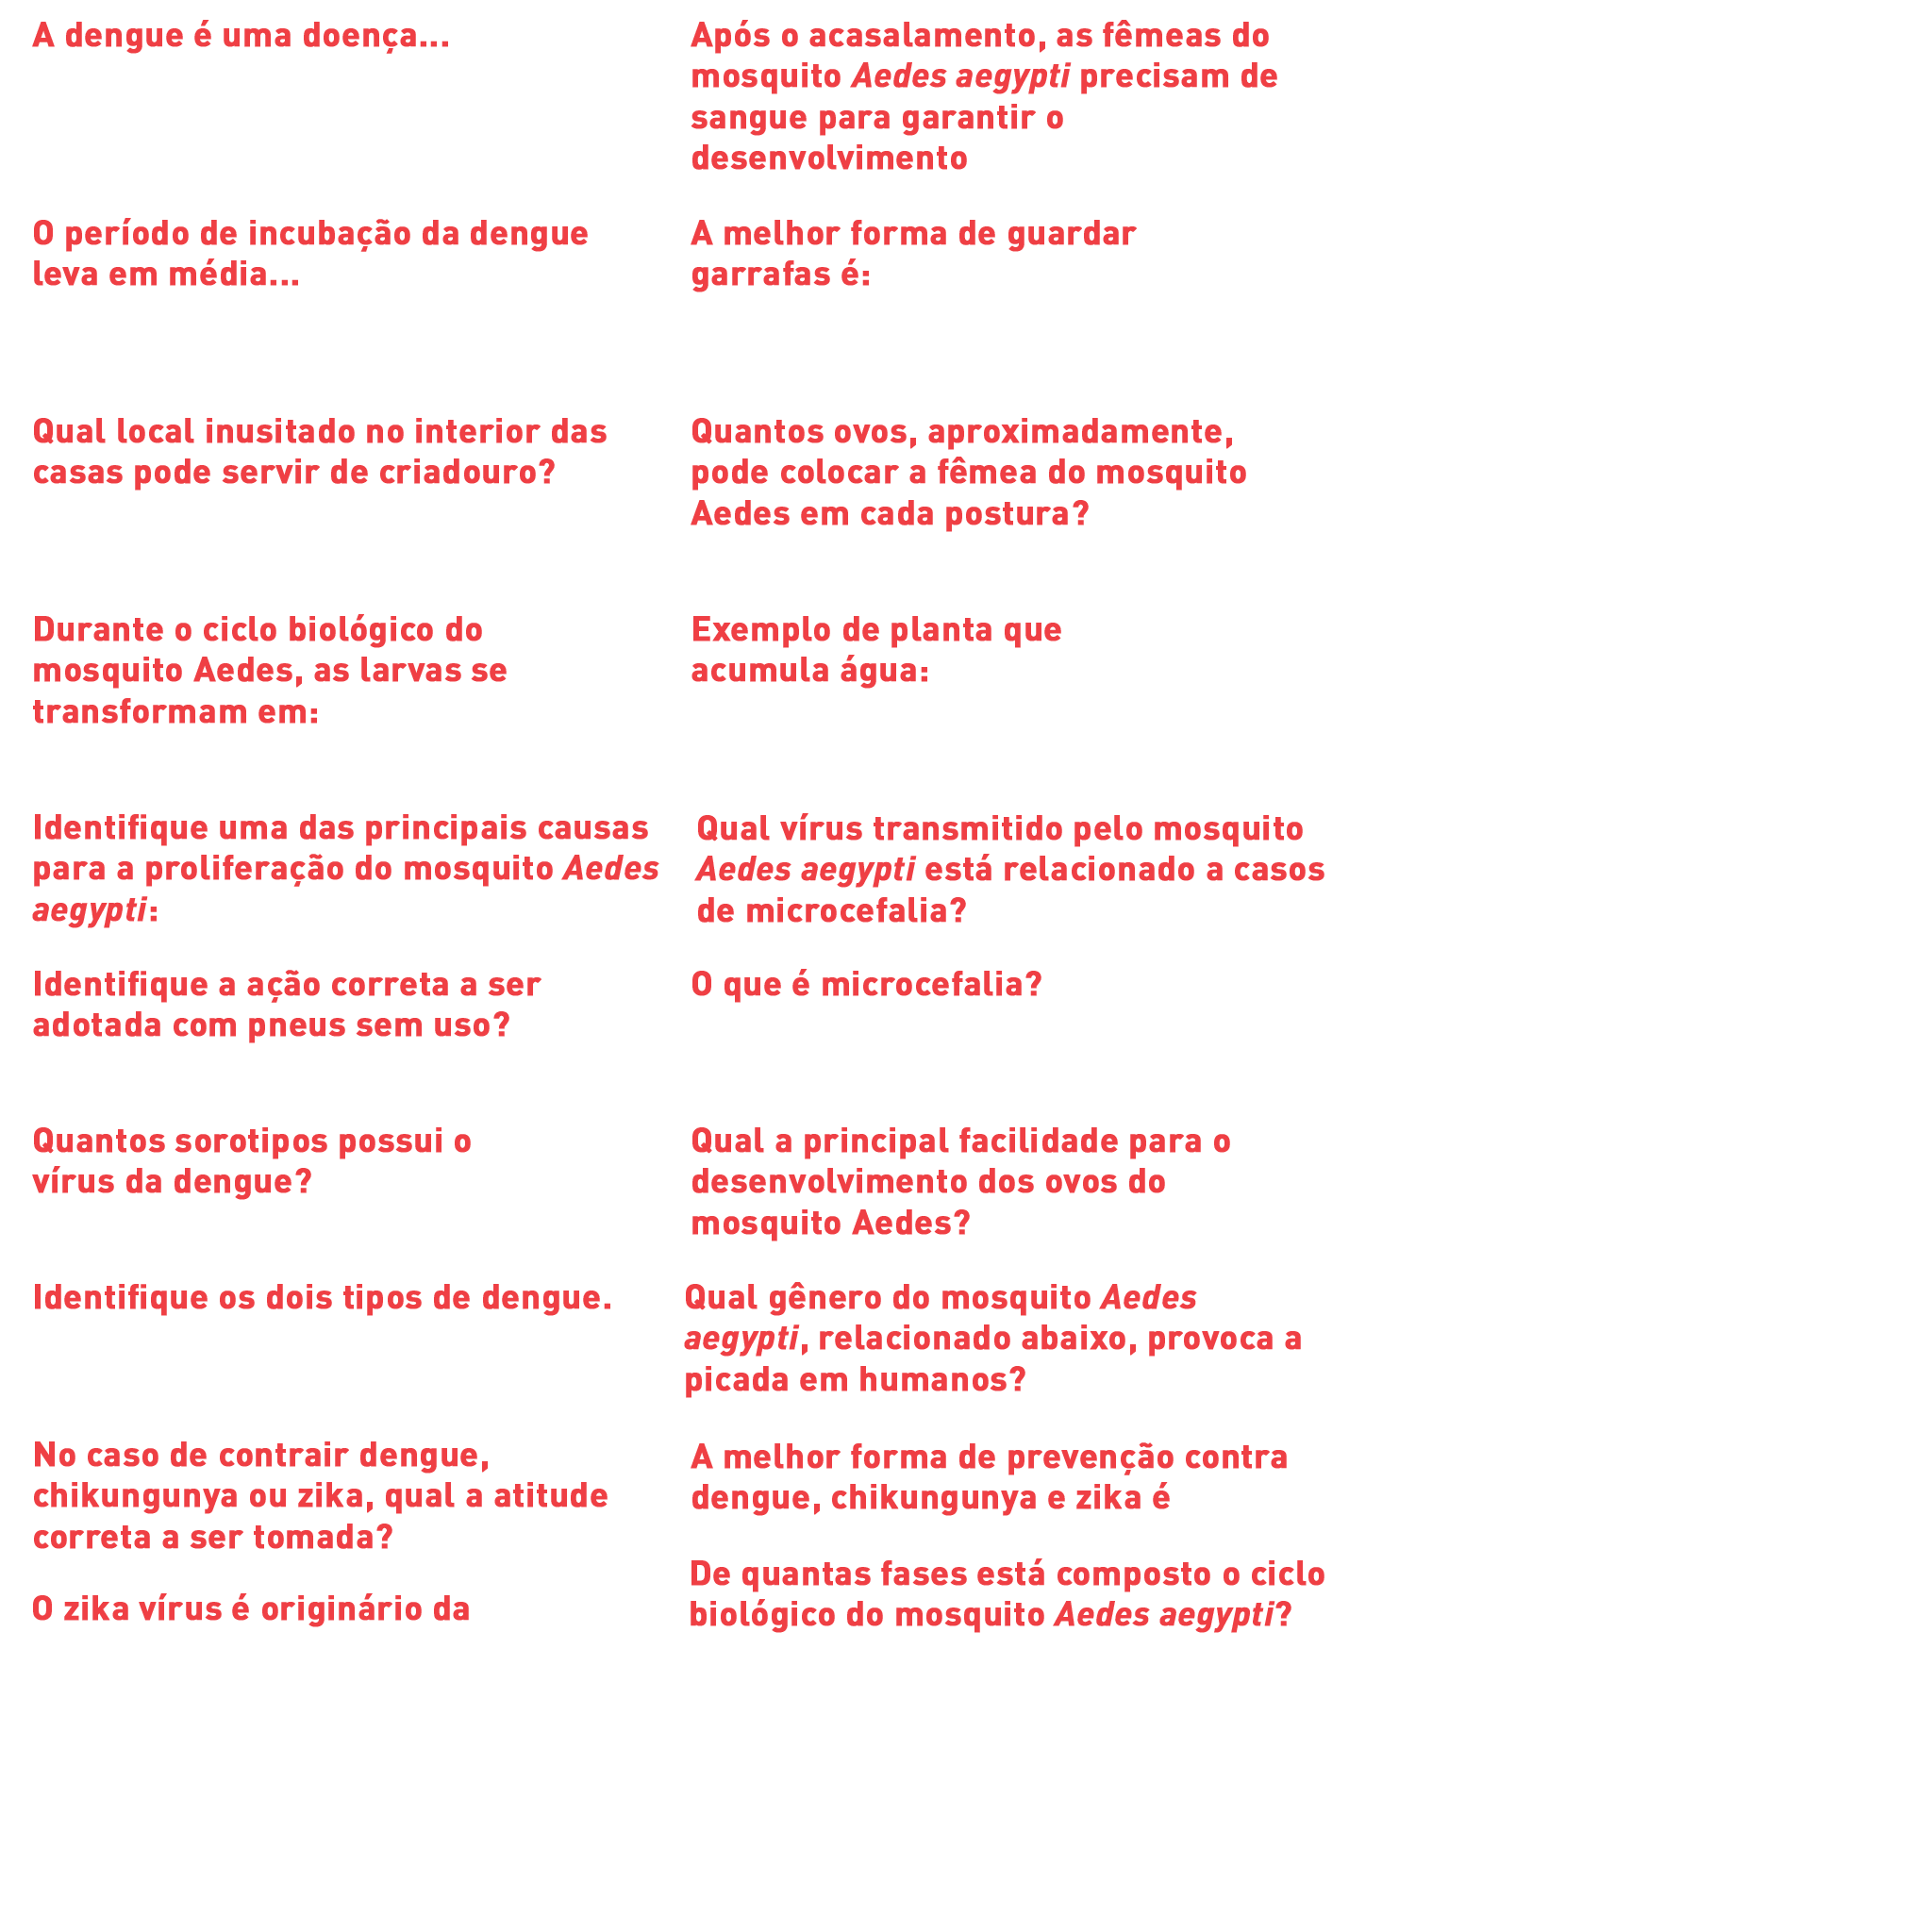 A dengue é uma doença...
O período de incubação da dengue
leva em média...
Qual local inusitado no interior das
casas pode servir de criadouro?
Durante o ciclo biológico do
mosquito Aedes, as larvas se
transformam em:
Identifique uma das principais causas
para a proliferação do mosquito Aedes
aegypti:
Identifique a ação correta a ser
adotada com pneus sem uso?
Quantos sorotipos possui o
vírus da dengue?
Identifique os dois tipos de dengue.
No caso de contrair dengue,
chikungunya ou zika, qual a atitude
correta a ser tomada?
O zika vírus é originário da
Após o acasalamento, as fêmeas do
mosquito Aedes aegypti precisam de
sangue para garantir o
desenvolvimento
A melhor forma de guardar
garrafas é:
Quantos ovos, aproximadamente,
pode colocar a fêmea do mosquito
Aedes em cada postura?
Exemplo de planta que
acumula água:
Qual vírus transmitido pelo mosquito
Aedes aegypti está relacionado a casos
de microcefalia?
O que é microcefalia?
Qual a principal facilidade para o
desenvolvimento dos ovos do
mosquito Aedes?
Qual gênero do mosquito Aedes
aegypti, relacionado abaixo, provoca a
picada em humanos?
A melhor forma de prevenção contra
dengue, chikungunya e zika é
De quantas fases está composto o ciclo
biológico do mosquito Aedes aegypti?